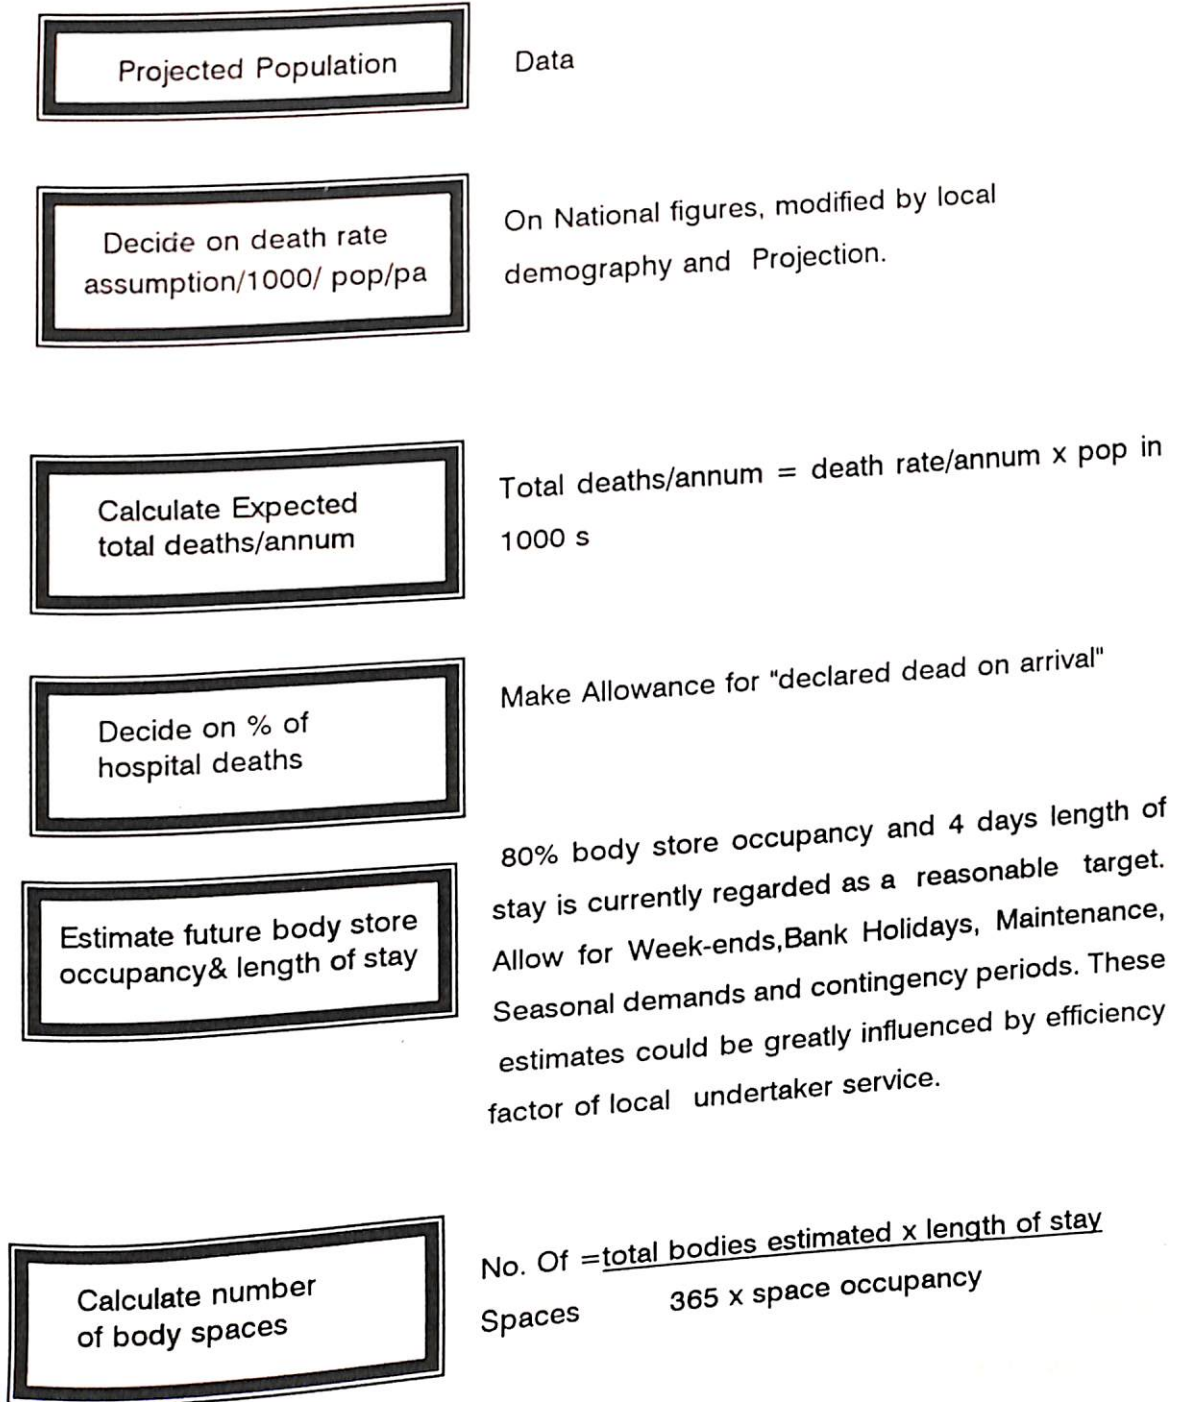 Projected Population
Data
Decide on death rate
assumption/1000/ pop/pa
On National figures, modified by local
demography and Projection.
Calculate Expected
total deaths/annum
Total deaths/annum = death rate/annum x pop in
1000 s
Decide on % of
hospital deaths
Make Allowance for "declared dead on arrival"
Estimate future body store
occupancy& length of stay
80% body store occupancy and 4 days length of
stay is currently regarded as a reasonable target.
Allow for Week-ends,Bank Holidays, Maintenance,
Seasonal demands and contingency periods. These
estimates could be greatly influenced by efficiency
factor of local undertaker service.
Calculate number
of body spaces
No. Of =total bodies estimated x length of stay
Spaces 365 x space occupancy